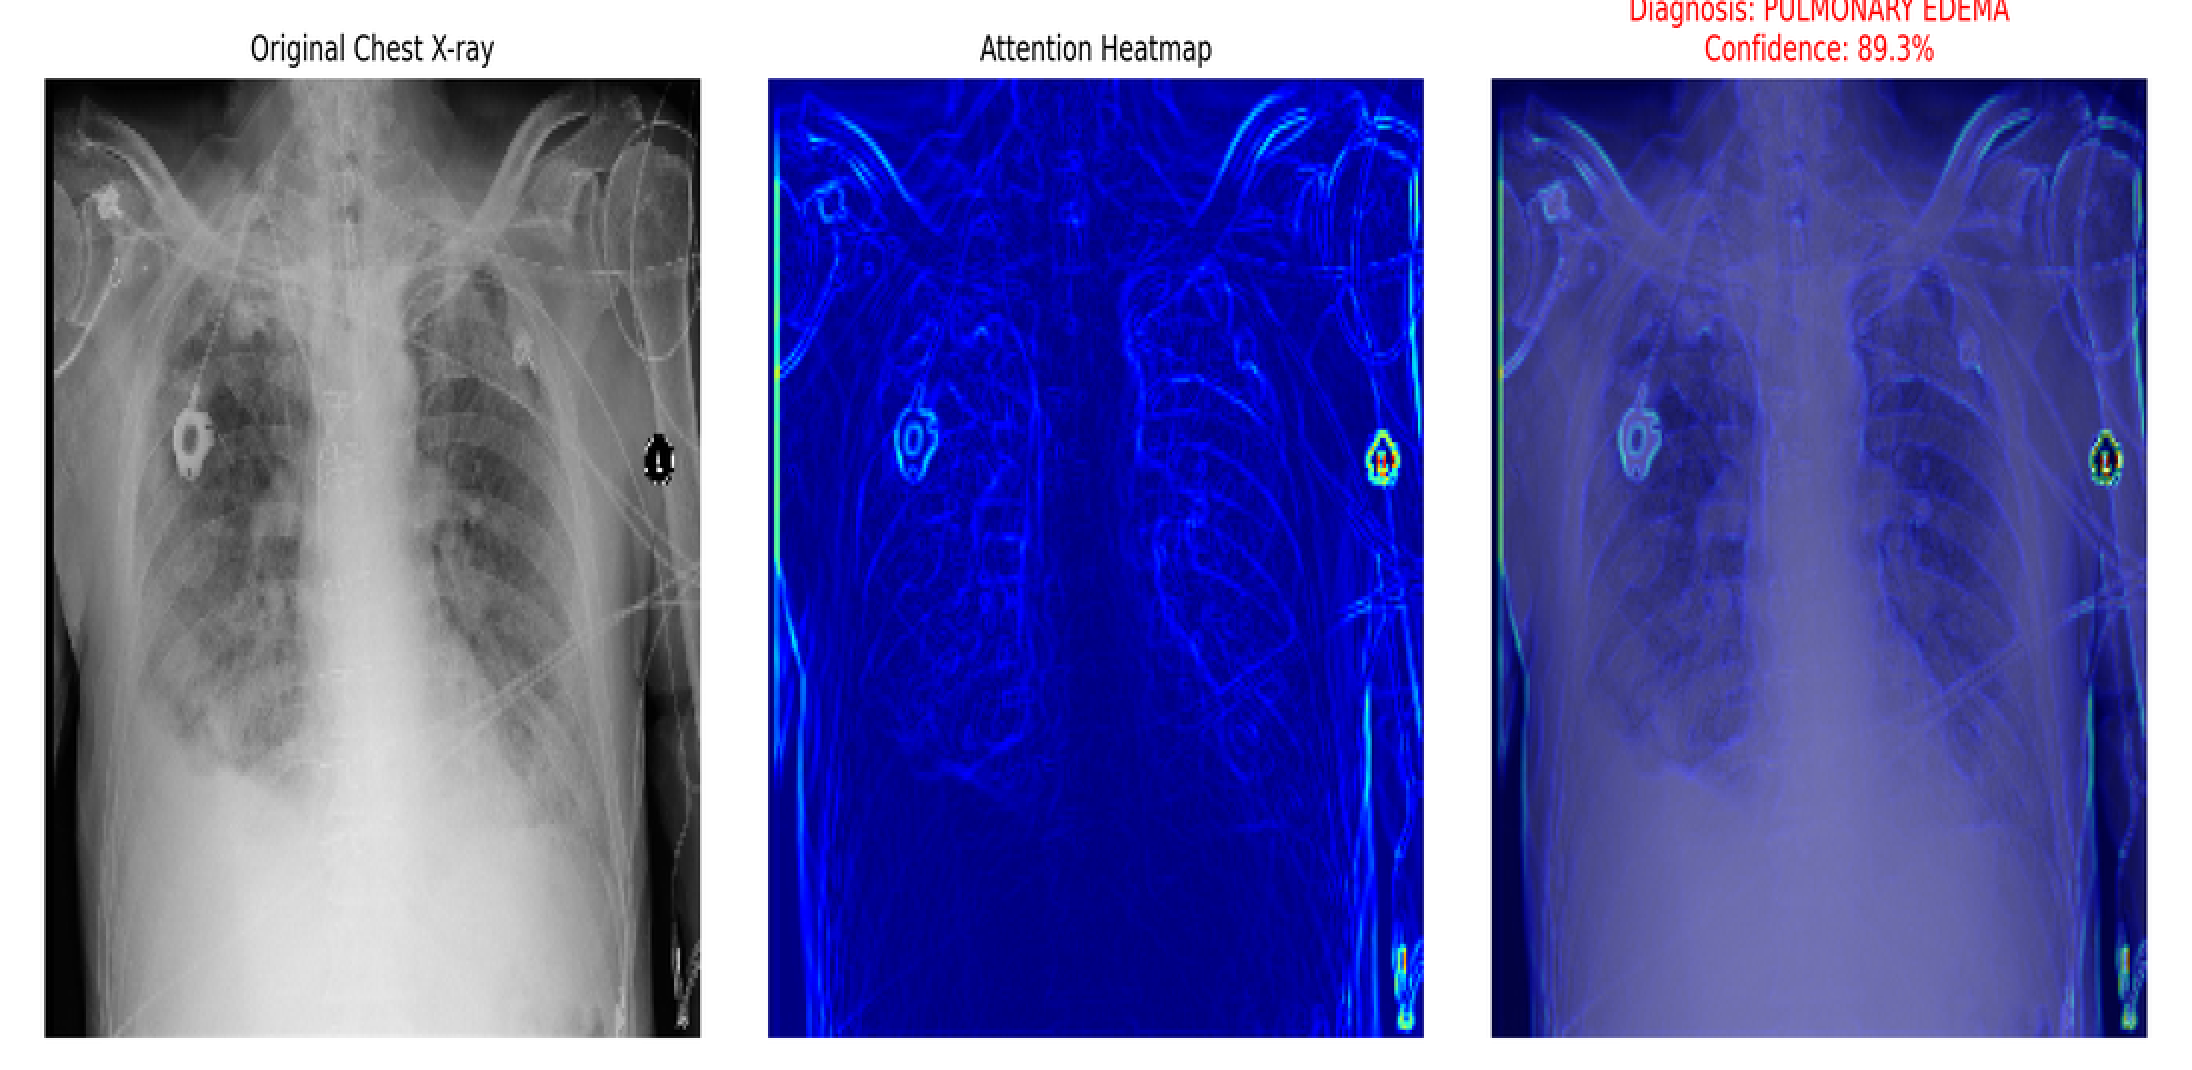 Original Chest X-ray
Attention Heatmap
Diagnosis: PULMONARY EDEMA
Confidence: 89.3%
L
L